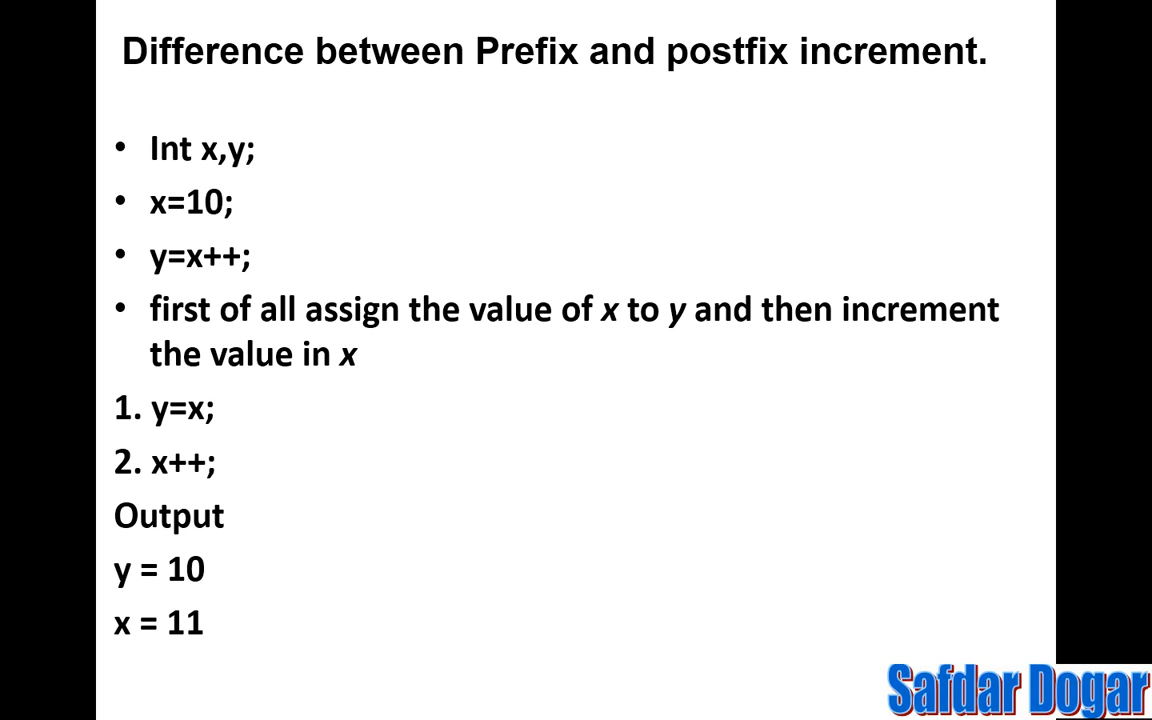 Difference between Prefix and postfix increment.
• Int x,y;
• x=10;
• y=x++;
• first of all assign the value of x to y and then increment
the value in x
1. y=x;
2. x++;
Output
y = 10
x = 11
Safdar Dogar